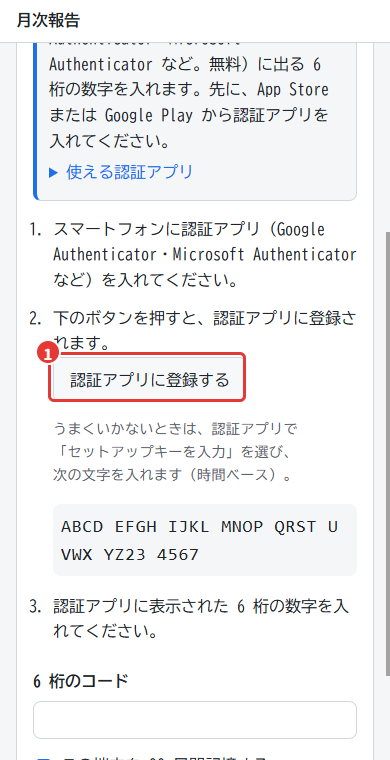 月次報告
Authenticator・Microsoft
Authenticator など。無料）に出る 6
桁の数字を入れます。先に、App Store
または Google Play から認証アプリを
入れてください。
▶ 使える認証アプリ
1. スマートフォンに認証アプリ（Google
Authenticator・Microsoft Authenticator
など）を入れてください。
2. 下のボタンを押すと、認証アプリに登録さ
れます。
1
認証アプリに登録する
うまくいかないときは、認証アプリで
「セットアップキーを入力」を選び、
次の文字を入れます（時間ベース）。
ABCD EFGH IJKL MNOP QRST U
VWX YZ23 4567
3. 認証アプリに表示された 6 桁の数字を入
れてください。
6 桁のコード